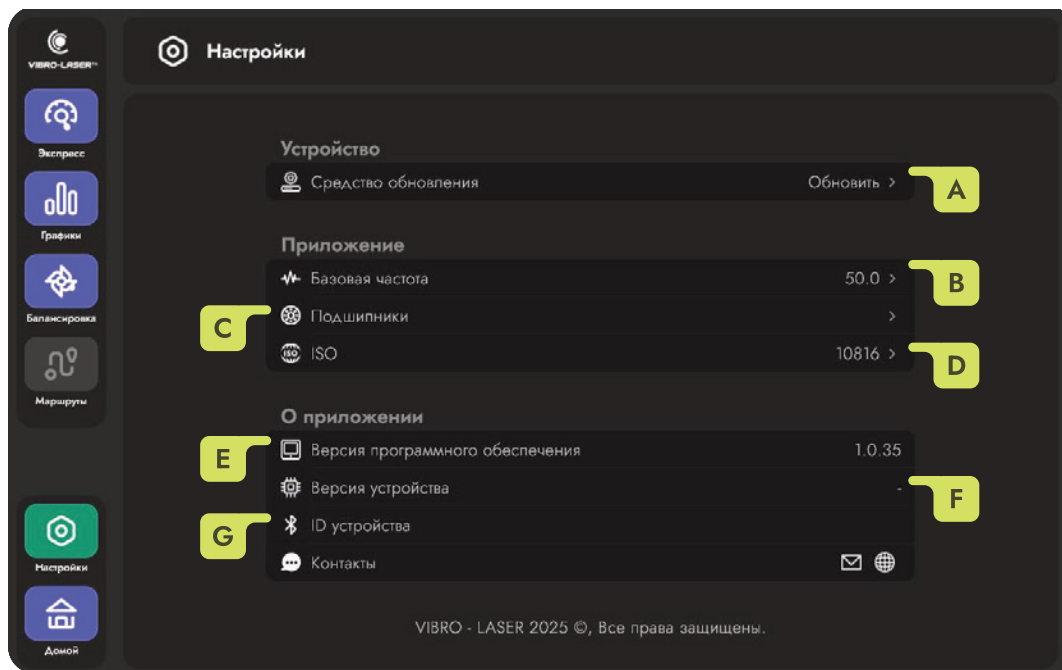 VIBRO-LASER™
Настройки
Экспресс
Графики
Балансировка
Маршруты
Настройки
Домой
Устройство
Средство обновления Обновить >
A
Приложение
Базовая частота 50.0 >
B
Подшипники >
C
ISO ISO 10816 >
D
О приложении
Версия программного обеспечения 1.0.35
E
Версия устройства -
F
ID устройства
G
Контакты
VIBRO - LASER 2025 ©, Все права защищены.